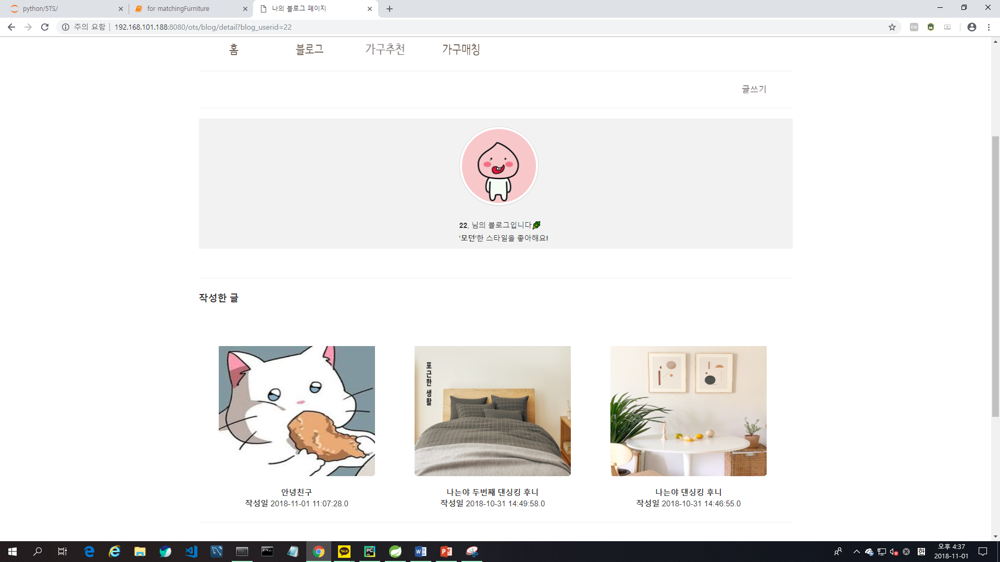 python/5TS/
for matchingFurniture
나의 블로그 페이지
주의 요함
192.168.101.188:8080/ots/blog/detail?blog_userid=22
홈 블로그 가구추천 가구매칭
글쓰기
22, 님의 블로그입니다
'모던'한 스타일을 좋아해요!
작성한 글
포근한 생활
안녕친구
작성일 2018-11-01 11:07:28.0
나는야 두번째 댄싱킹 후니
작성일 2018-10-31 14:49:58.0
나는야 댄싱킹 후니
작성일 2018-10-31 14:46:55.0
TALK
PC
한
오후 4:37
2018-11-01